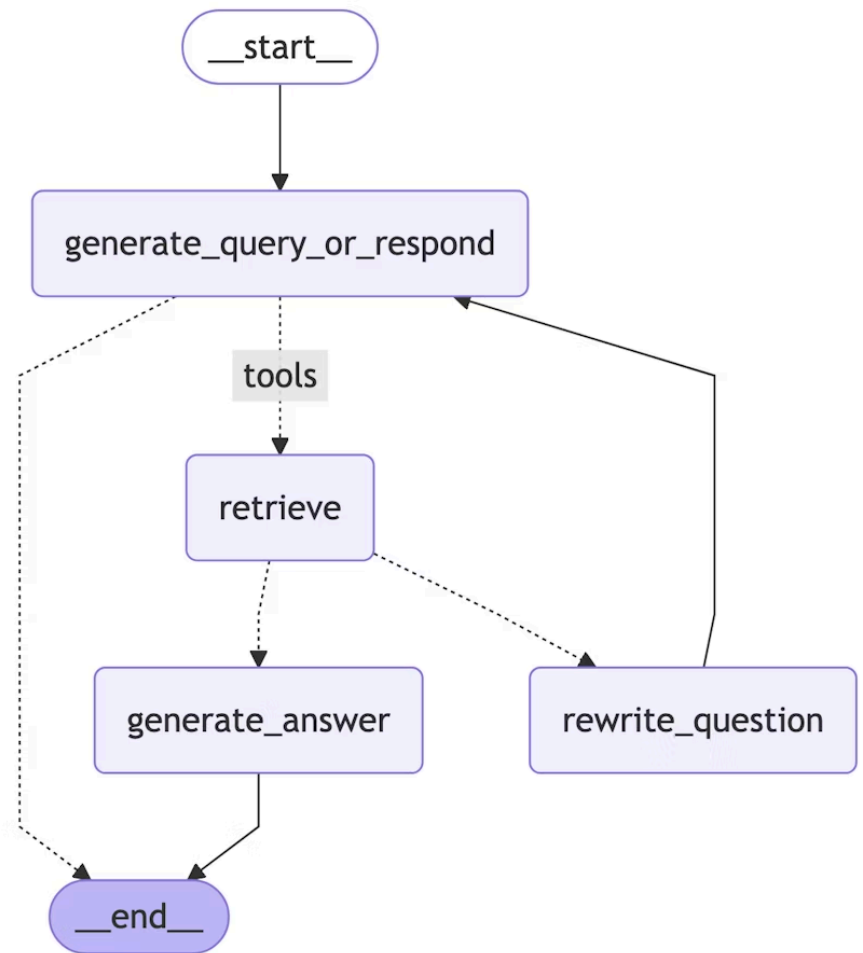 __start__
generate_query_or_respond
tools
retrieve
generate_answer
rewrite_question
__end__